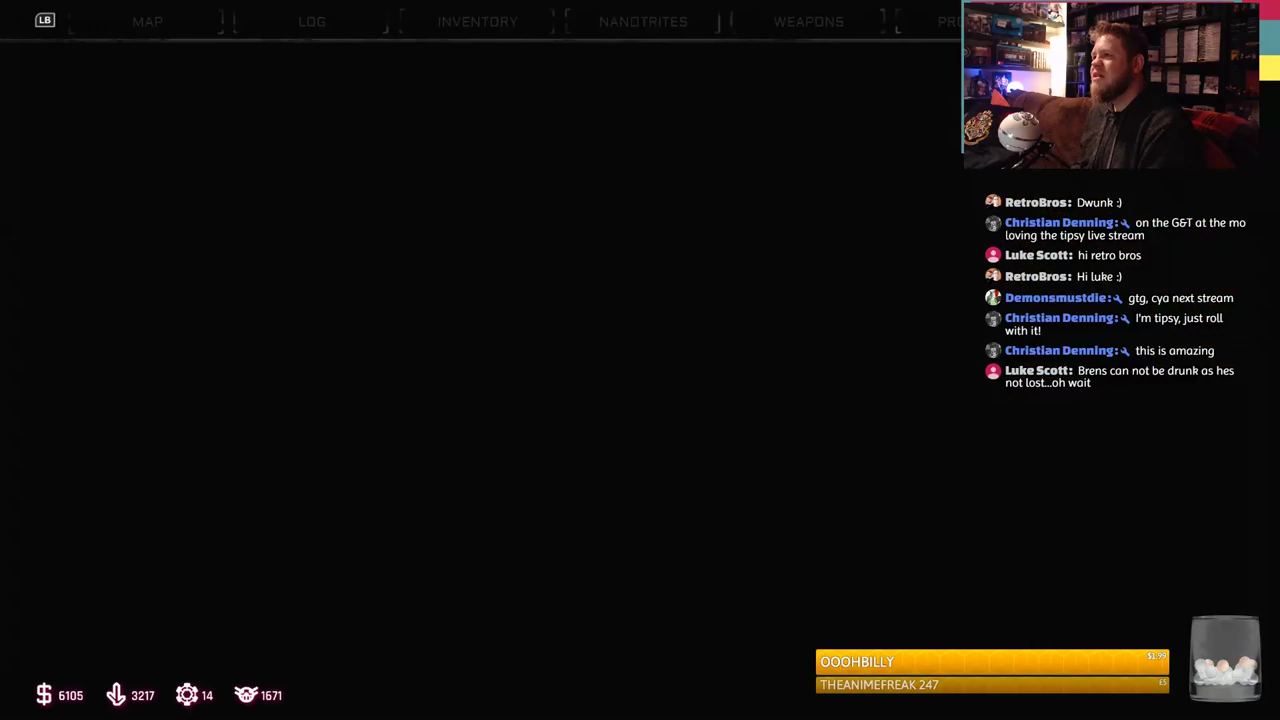 LB MAP LOG INVENTORY NANOTRITES WEAPONS
RetroBros: Dwunk :)
Christian Denning: on the G&T at the mo
loving the tipsy live stream
Luke Scott: hi retro bros
RetroBros: Hi luke :)
Demonsmustdie: gtg, cya next stream
Christian Denning: I'm tipsy, just roll
with it!
Christian Denning: this is amazing
Luke Scott: Brens can not be drunk as hes
not lost...oh wait
OOOHBILLY $1.99
THEANIMEFREAK 247 £5
$ 6105 3217 14 1671